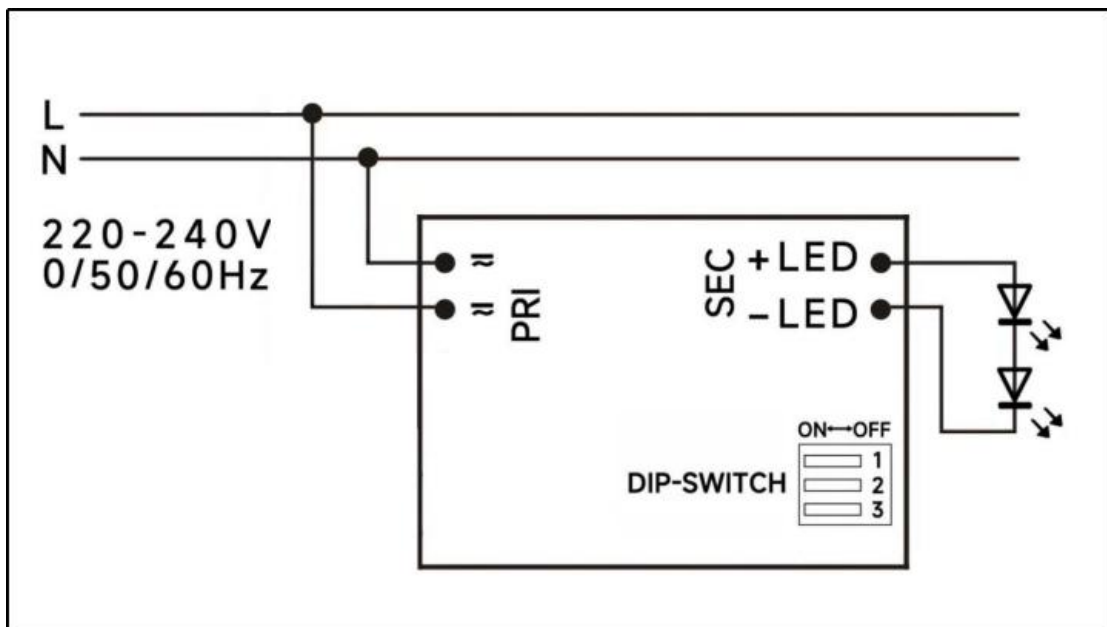 L
N
220-240V
0/50/60Hz
≂
≂
PRI
SEC
+LED
-LED
ON↔OFF
DIP-SWITCH
1
2
3